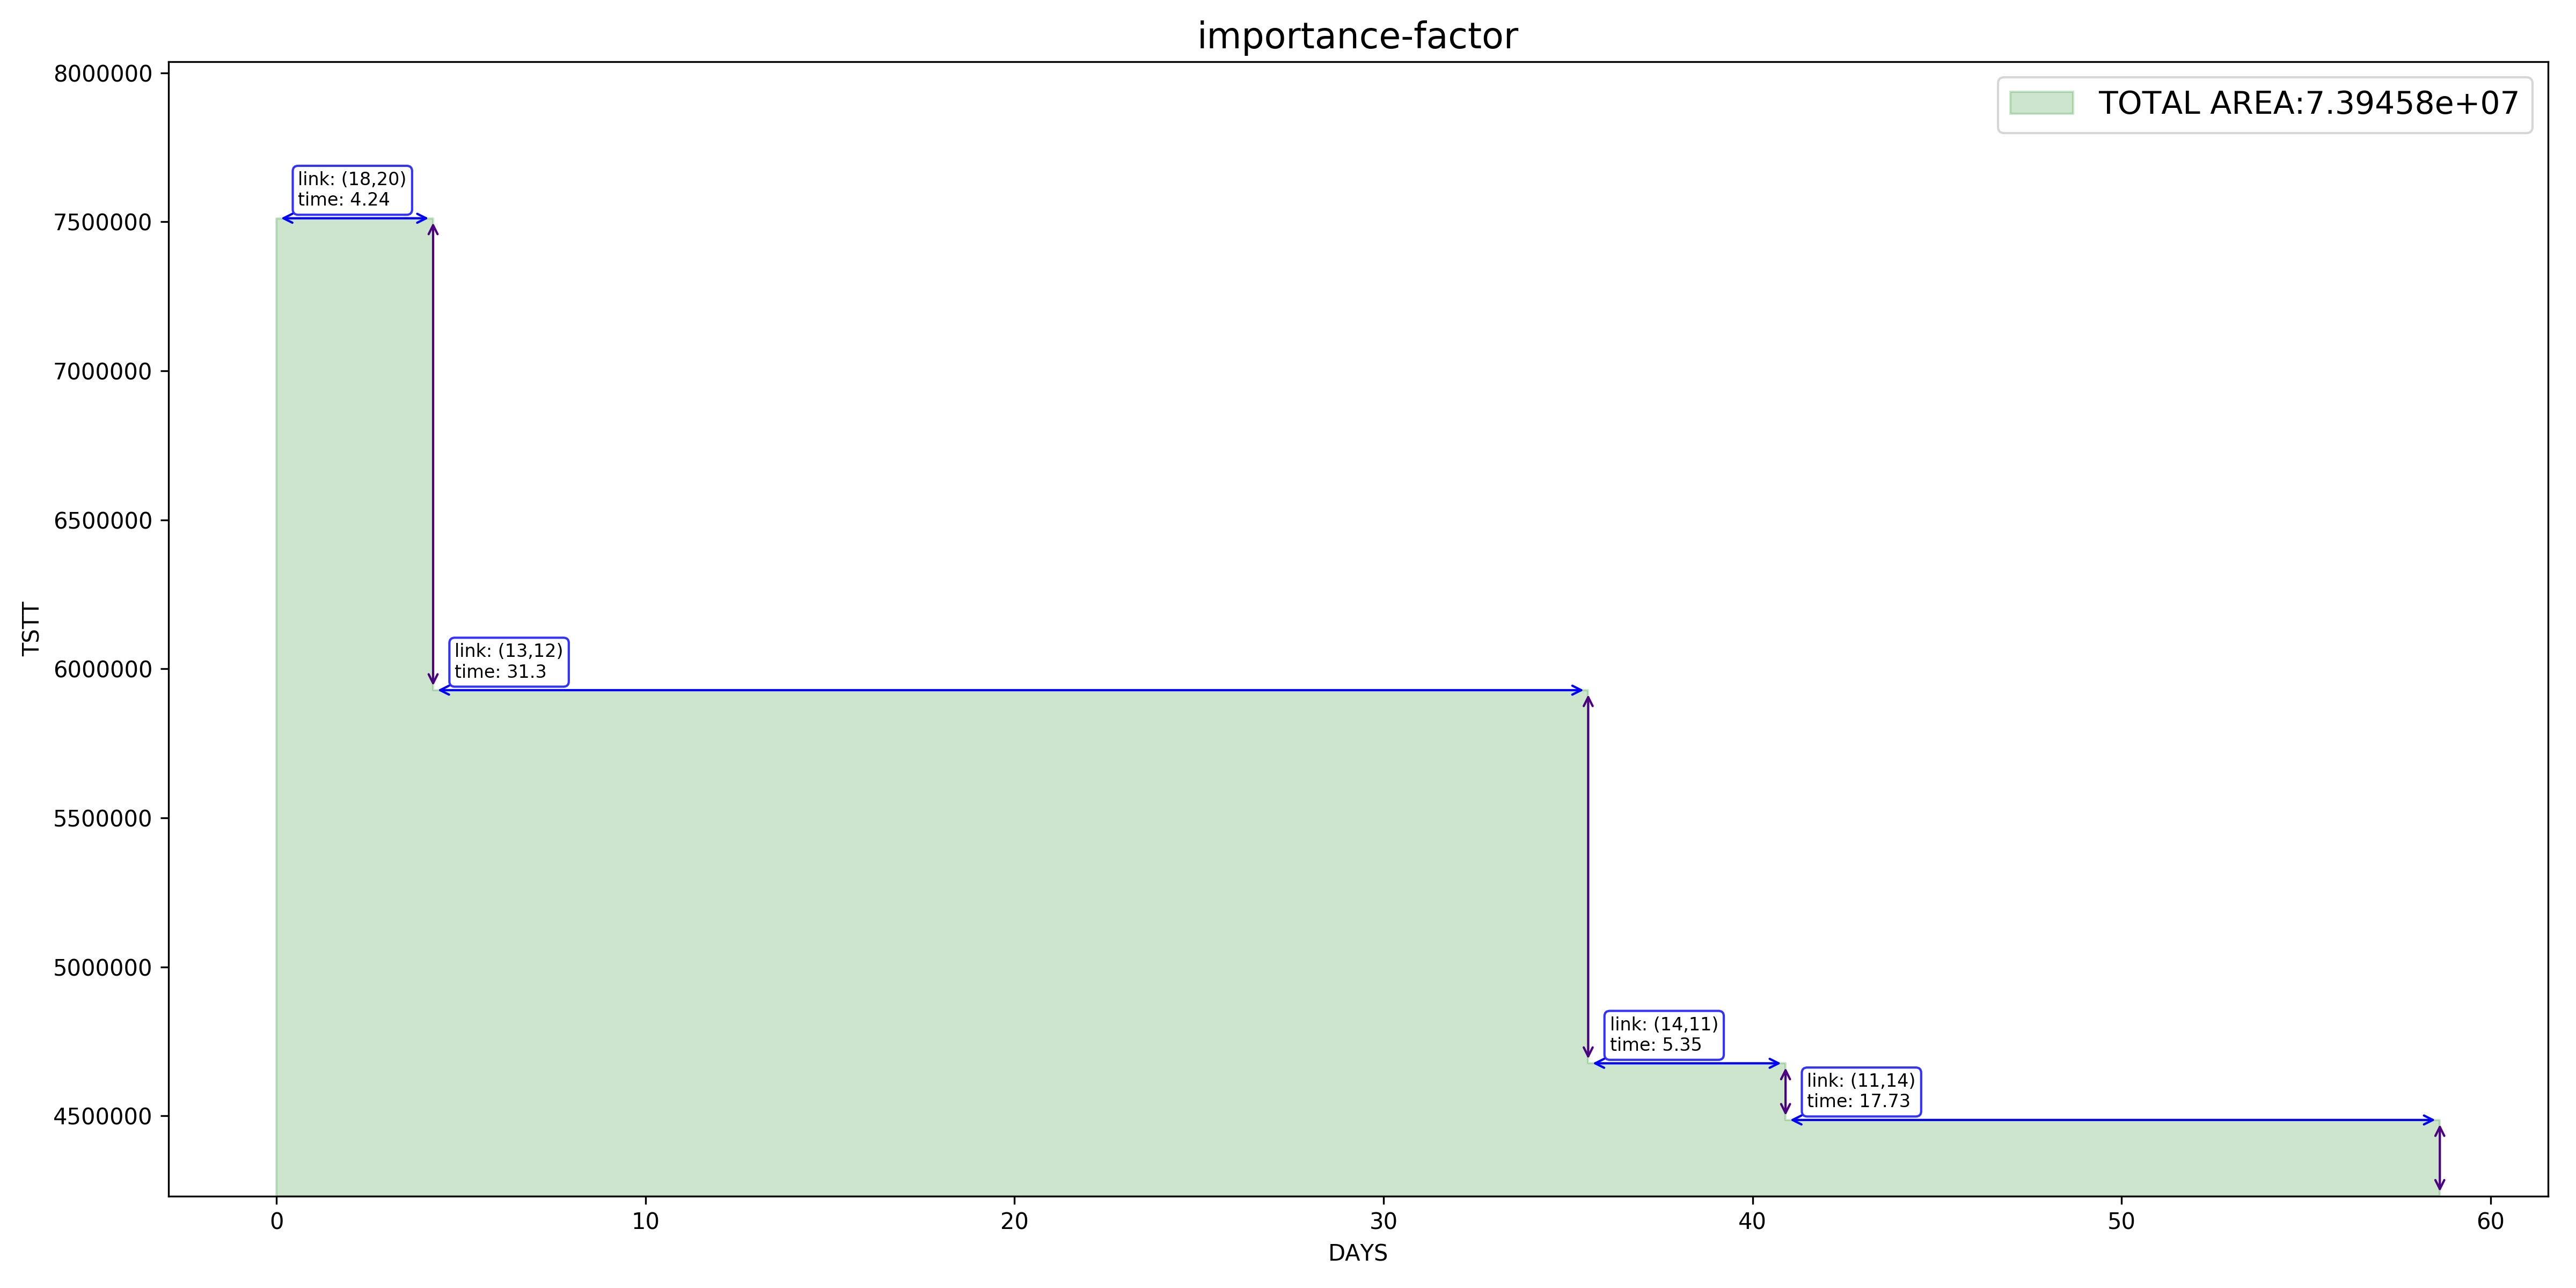 importance-factor
TOTAL AREA:7.39458e+07
8000000
7500000
7000000
6500000
6000000
5500000
5000000
4500000
TSTT
link: (18,20)
time: 4.24
link: (13,12)
time: 31.3
link: (14,11)
time: 5.35
link: (11,14)
time: 17.73
0
10
20
30
40
50
60
DAYS